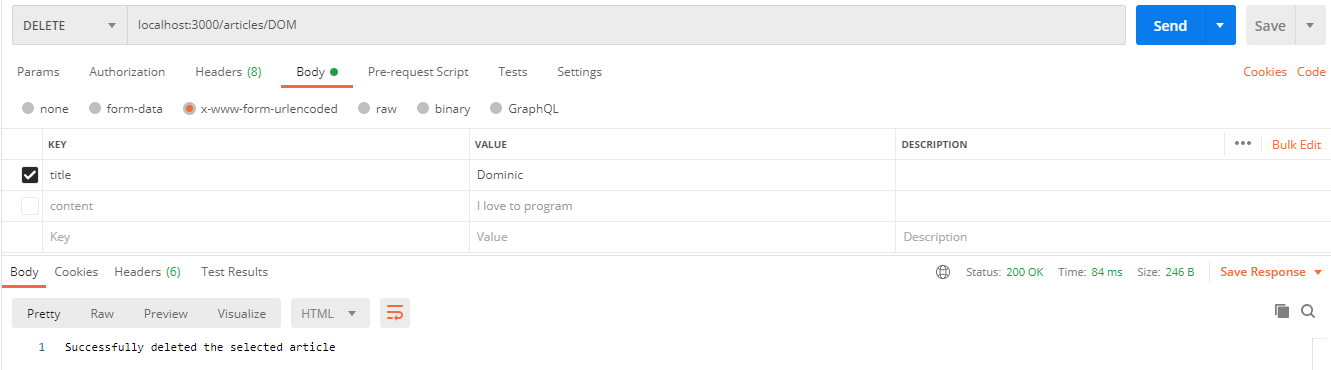 DELETE localhost:3000/articles/DOM Send Save
Params Authorization Headers (8) Body Pre-request Script Tests Settings Cookies Code
none form-data x-www-form-urlencoded raw binary GraphQL
KEY VALUE DESCRIPTION ••• Bulk Edit
title Dominic
content I love to program
Key Value Description
Body Cookies Headers (6) Test Results Status: 200 OK Time: 84 ms Size: 246 B Save Response
Pretty Raw Preview Visualize HTML
1 Successfully deleted the selected article